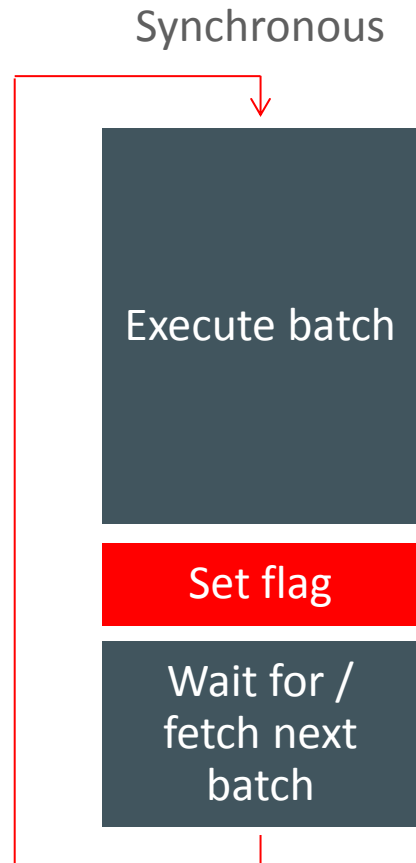 Synchronous
Execute batch
Set flag
Wait for /
fetch next
batch